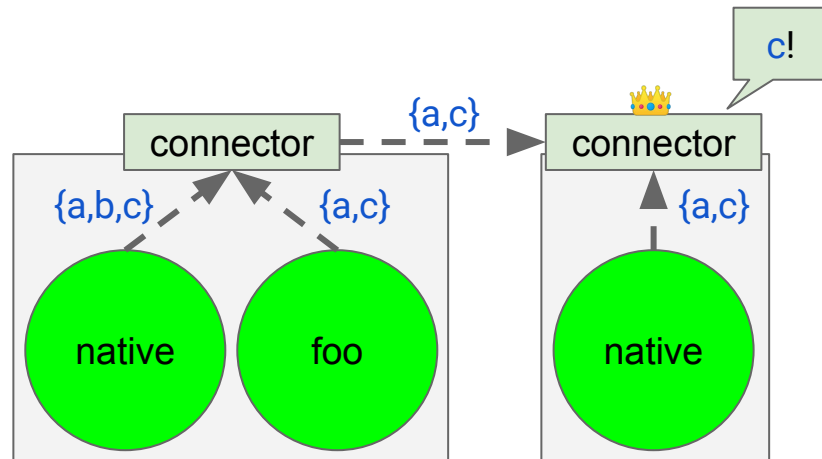 c!
{a,c}
connector
connector
{a,b,c}
{a,c}
{a,c}
native
foo
native